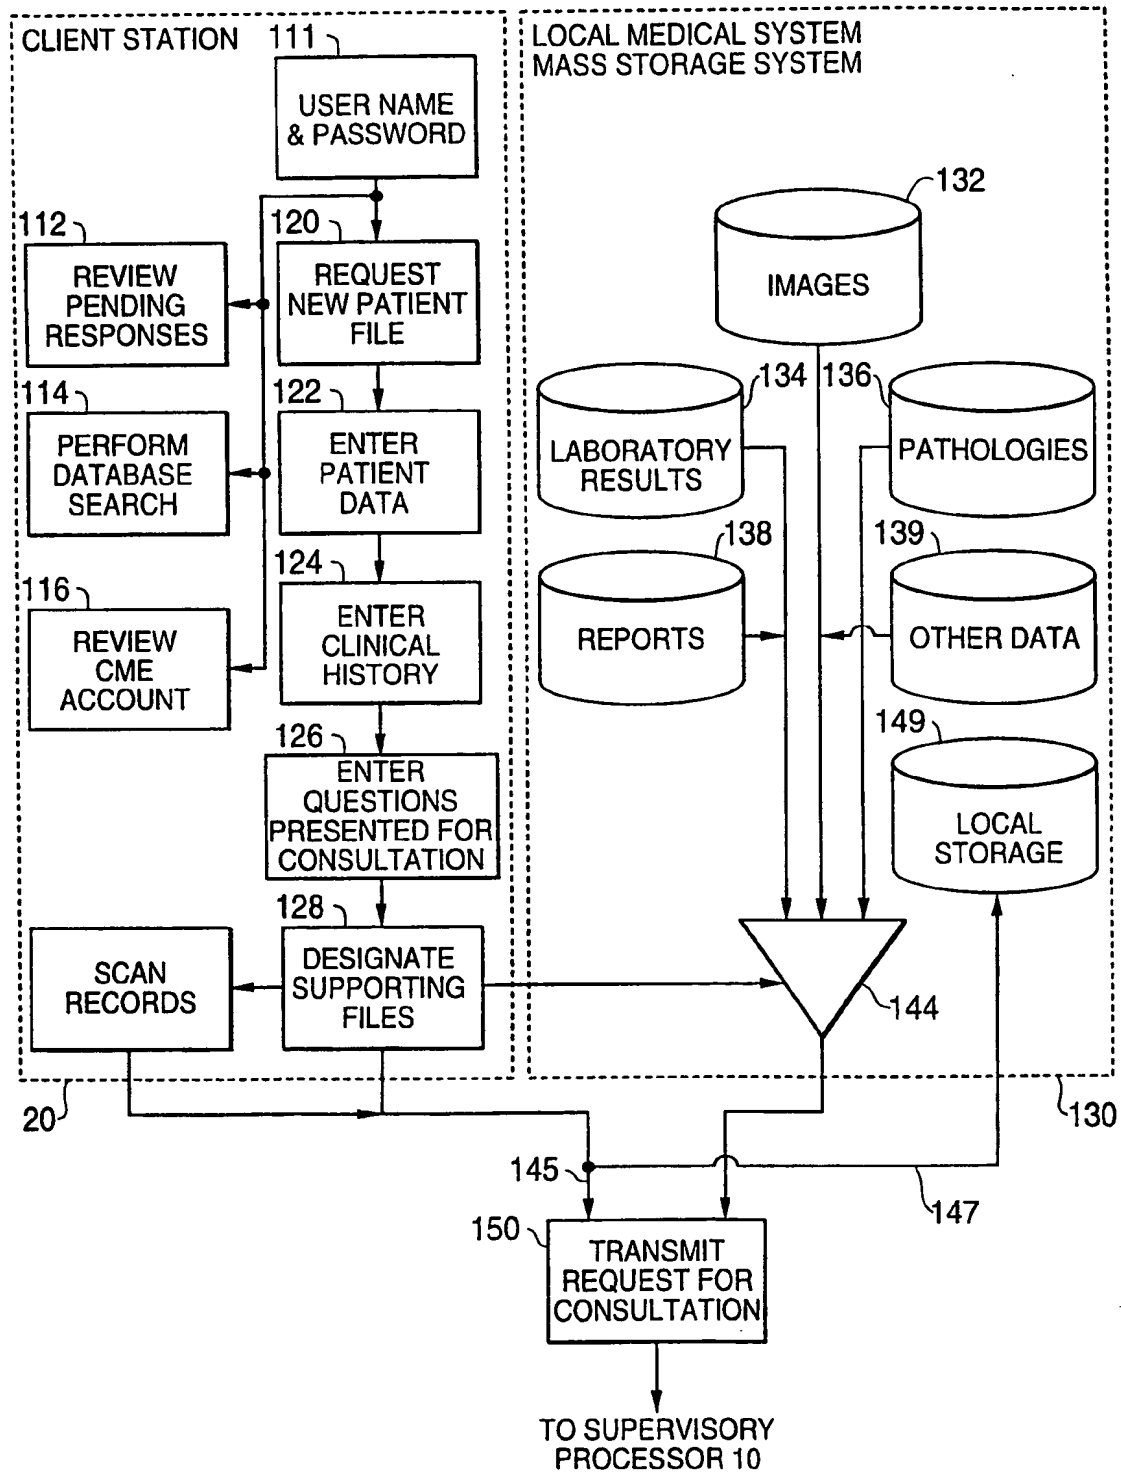 CLIENT STATION
111
USER NAME
& PASSWORD
112
REVIEW
PENDING
RESPONSES
120
REQUEST
NEW PATIENT
FILE
114
PERFORM
DATABASE
SEARCH
122
ENTER
PATIENT
DATA
116
REVIEW
CME
ACCOUNT
124
ENTER
CLINICAL
HISTORY
126
ENTER
QUESTIONS
PRESENTED FOR
CONSULTATION
128
DESIGNATE
SUPPORTING
FILES
SCAN
RECORDS
20
LOCAL MEDICAL SYSTEM
MASS STORAGE SYSTEM
132
IMAGES
134
LABORATORY
RESULTS
136
PATHOLOGIES
138
REPORTS
139
OTHER DATA
149
LOCAL
STORAGE
144
130
145
147
150
TRANSMIT
REQUEST FOR
CONSULTATION
TO SUPERVISORY
PROCESSOR 10